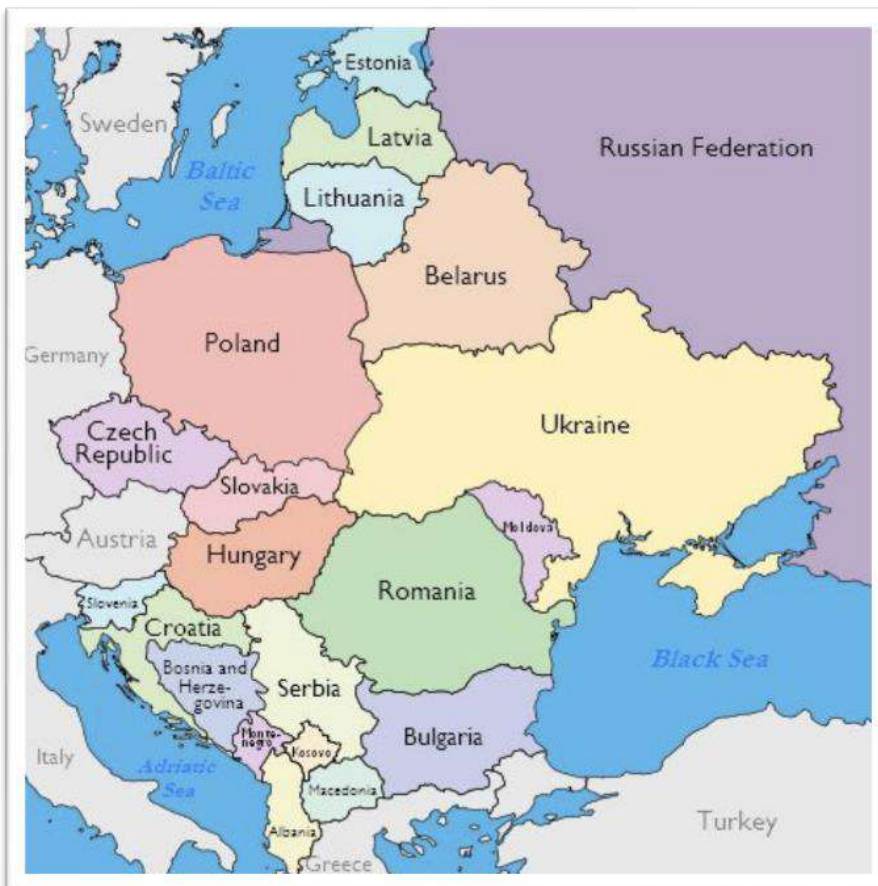 Estonia
Sweden
Latvia
Russian Federation
Baltic
Sea
Lithuania
Belarus
Poland
Germany
Ukraine
Czech
Republic
Slovakia
Moldova
Austria
Hungary
Romania
Slovenia
Croatia
Bosnia and
Herze-
govina
Serbia
Black Sea
Monte-
negro
Kosovo
Bulgaria
Italy
Adriatic
Sea
Macedonia
Albania
Turkey
Greece